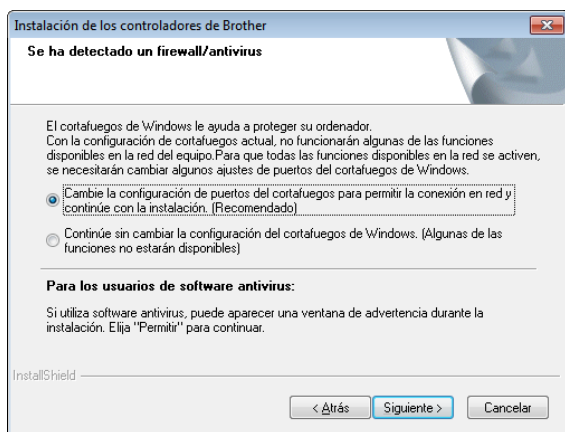 Instalación de los controladores de Brother
Se ha detectado un firewall/antivirus
El cortafuegos de Windows le ayuda a proteger su ordenador.
Con la configuración de cortafuegos actual, no funcionarán algunas de las funciones
disponibles en la red del equipo.Para que todas las funciones disponibles en la red se activen,
se necesitarán cambiar algunos ajustes de puertos del cortafuegos de Windows.
Cambie la configuración de puertos del cortafuegos para permitir la conexión en red y
continúe con la instalación. (Recomendado)
Continúe sin cambiar la configuración del cortafuegos de Windows. (Algunas de las
funciones no estarán disponibles)
Para los usuarios de software antivirus:
Si utiliza software antivirus, puede aparecer una ventana de advertencia durante la
instalación. Elija "Permitir" para continuar.
InstallShield
< Atrás Siguiente > Cancelar